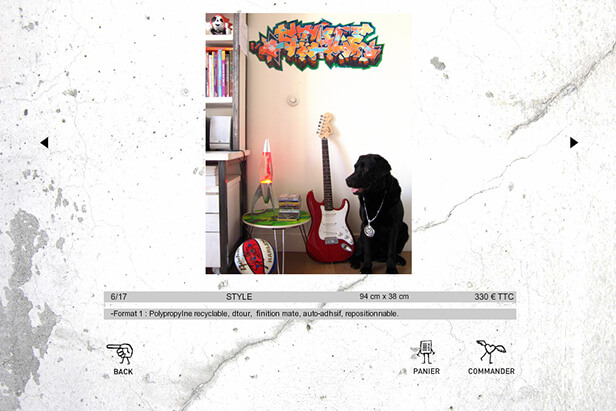 6/17 STYLE 94 cm x 38 cm 330 € TTC
-Format 1 : Polypropylne recyclable, dtour, finition mate, auto-adhsif, repositionnable.
BACK PANIER COMMANDER